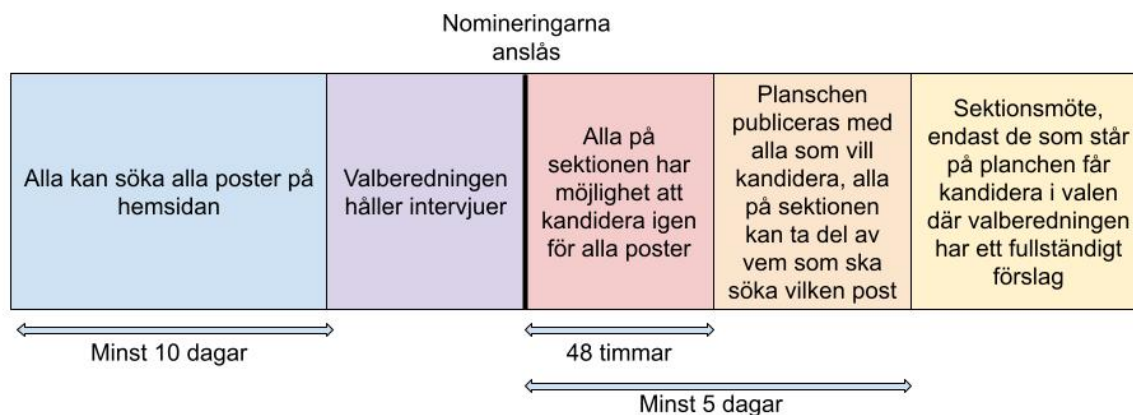 Nomineringarna
anslås
Alla kan söka alla poster på
hemsidan
Valberedningen
håller intervjuer
Alla på
sektionen har
möjlighet att
kandidera igen
för alla poster
Planschen
publiceras med
alla som vill
kandidera, alla
på sektionen
kan ta del av
vem som ska
söka vilken post
Sektionsmöte,
endast de som står
på planchen får
kandidera i valen
där valberedningen
har ett fullständigt
förslag
Minst 10 dagar
48 timmar
Minst 5 dagar